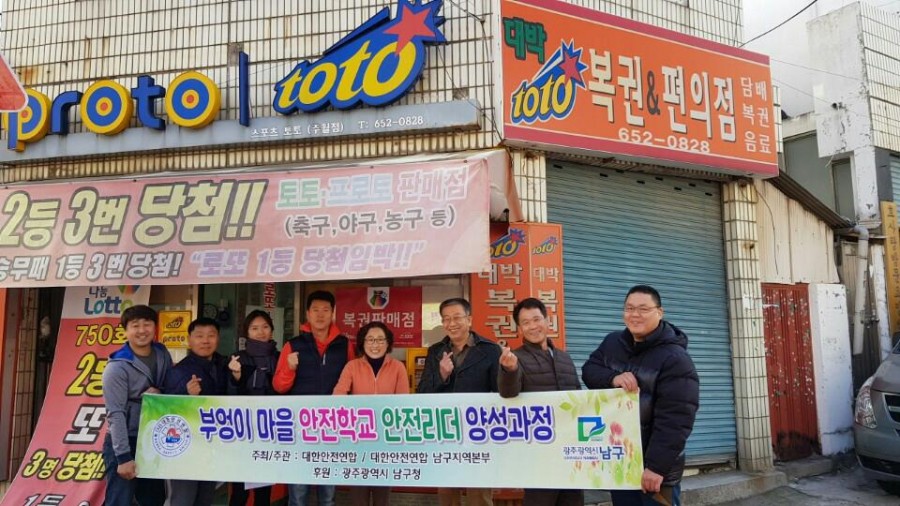 proto toto
스포츠 토토 (주월점) T: 652-0828
대박
toto
복권&편의점
652-0828
담배
복권
음료
2등 3번 당첨!!
토토·프로토 판매점
(축구,야구,농구 등)
승무패 1등 3번당첨! "로또 1등 당첨임박!!"
나눔
Lotto
750회
2등
또
3명 당
1등
복권판매점
toto
proto
toto
대박
복
권
toto
대박
복
부엉이 마을 안전학교 안전리더 양성과정
주최/주관 : 대한안전연합 / 대한안전연합 남구지역본부
후원 : 광주광역시 남구청
광주광역시 남구